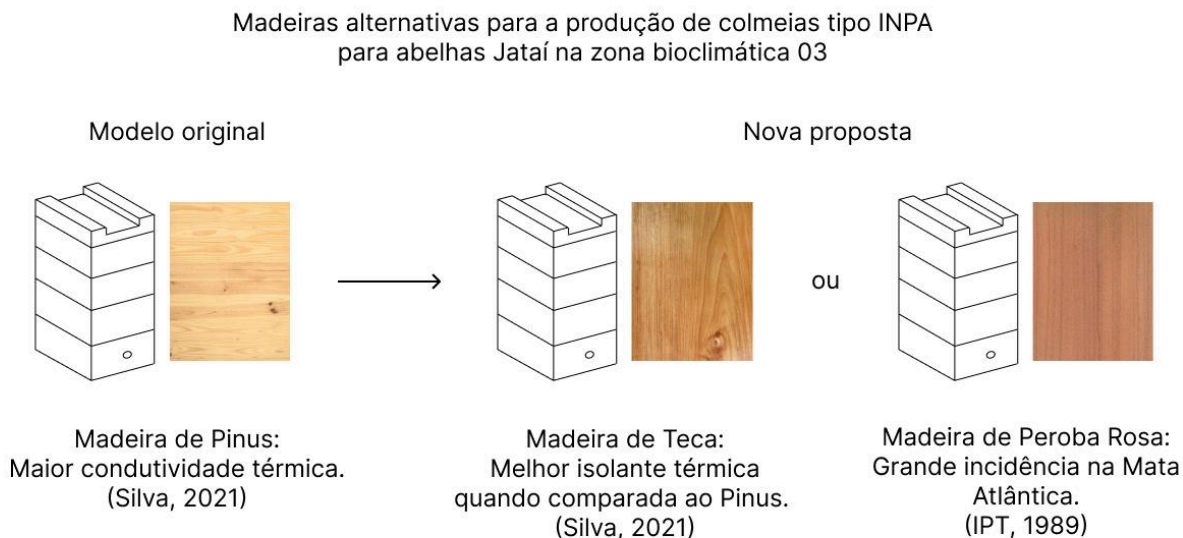 Madeiras alternativas para a produção de colmeias tipo INPA
para abelhas Jataí na zona bioclimática 03
Modelo original
Nova proposta
ou
Madeira de Pinus:
Maior condutividade térmica.
(Silva, 2021)
Madeira de Teca:
Melhor isolante térmica
quando comparada ao Pinus.
(Silva, 2021)
Madeira de Peroba Rosa:
Grande incidência na Mata
Atlântica.
(IPT, 1989)